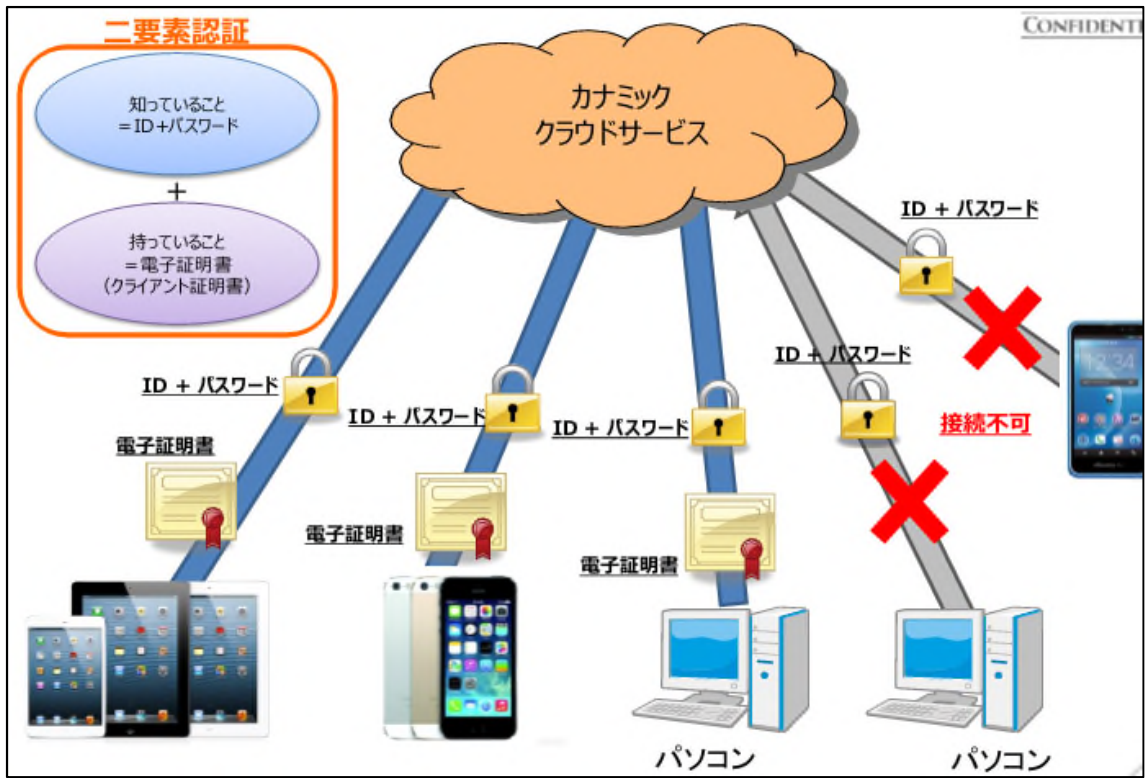 二要素認証
CONFIDENTI
知っていること
=ID+パスワード
+
持っていること
=電子証明書
(クライアント証明書)
カナミック
クラウドサービス
ID + パスワード
ID + パスワード
接続不可
ID + パスワード
ID + パスワード
ID + パスワード
電子証明書
電子証明書
電子証明書
12:34
パソコン
パソコン